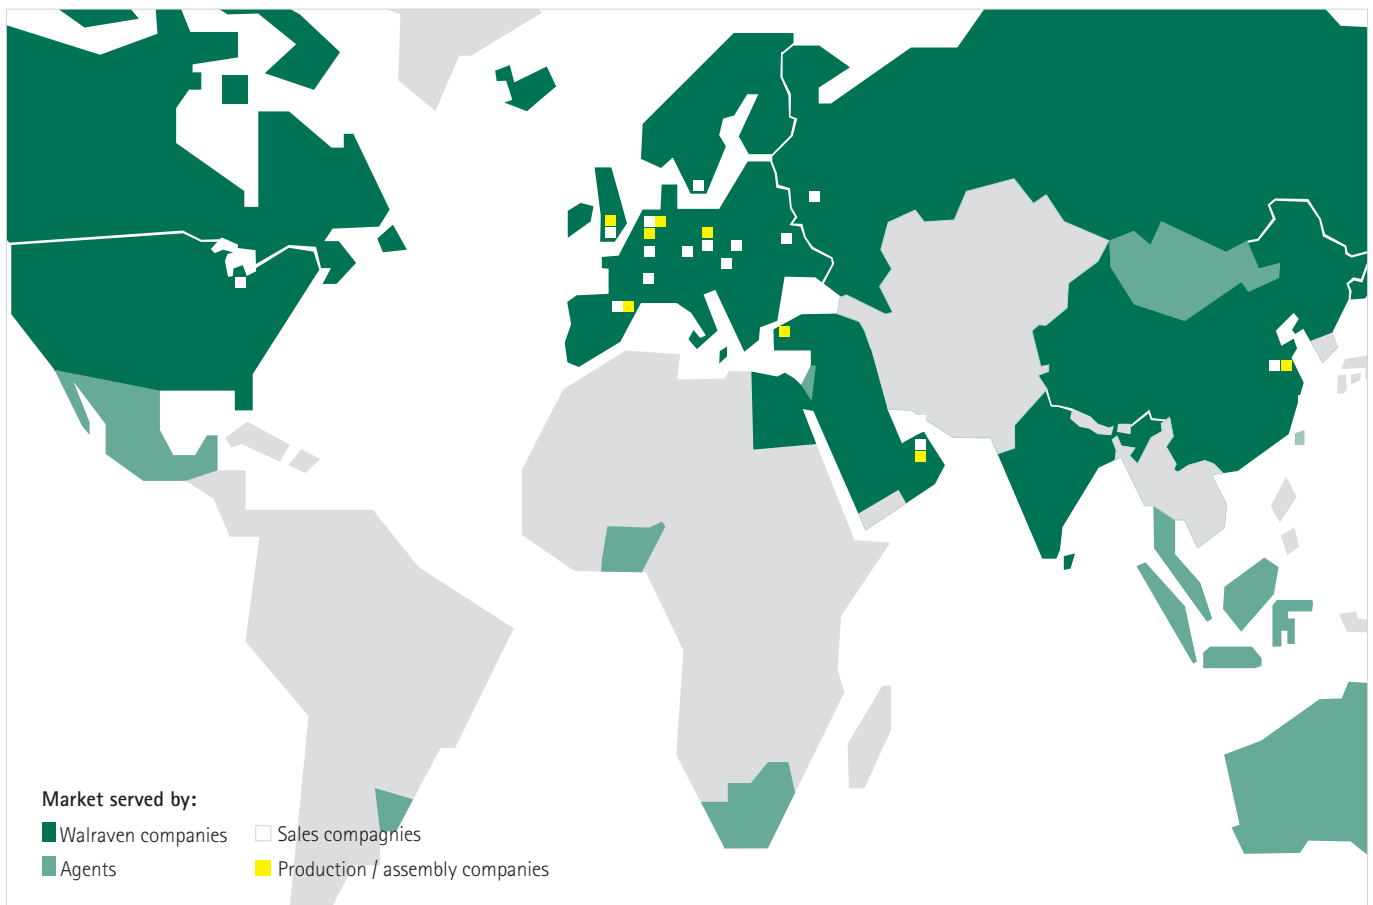 Market served by:
Walraven companies
Sales compagnies
Agents
Production / assembly companies